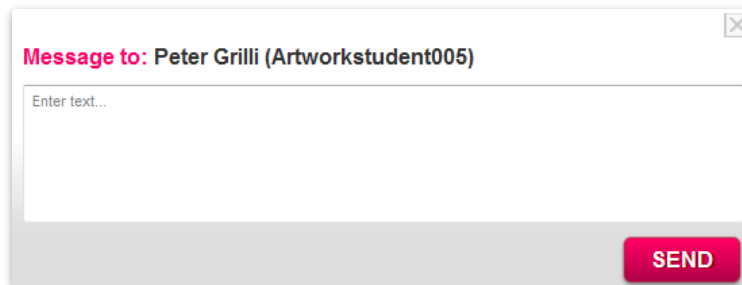 Message to: Peter Grilli (Artworkstudent005)
Enter text...
SEND